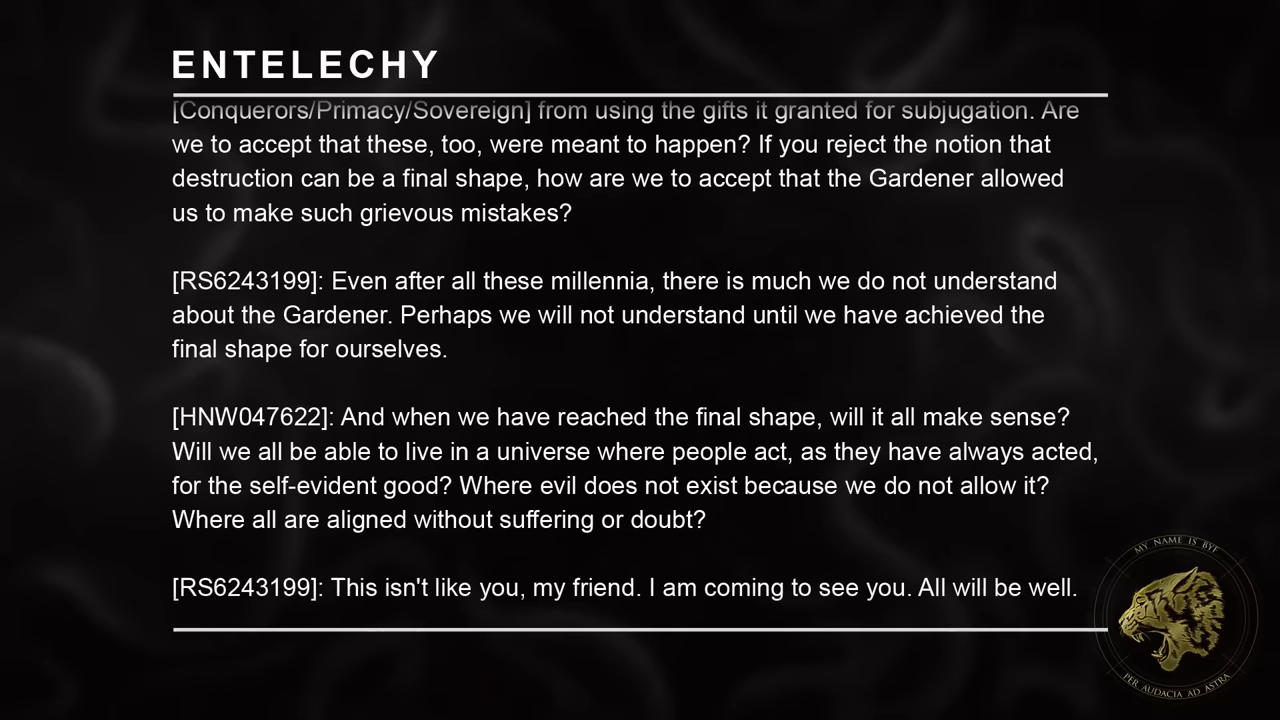 ENTELECHY
[Conquerors/Primacy/Sovereign] from using the gifts it granted for subjugation. Are
we to accept that these, too, were meant to happen? If you reject the notion that
destruction can be a final shape, how are we to accept that the Gardener allowed
us to make such grievous mistakes?
[RS6243199]: Even after all these millennia, there is much we do not understand
about the Gardener. Perhaps we will not understand until we have achieved the
final shape for ourselves.
[HNW047622]: And when we have reached the final shape, will it all make sense?
Will we all be able to live in a universe where people act, as they have always acted,
for the self-evident good? Where evil does not exist because we do not allow it?
Where all are aligned without suffering or doubt?
[RS6243199]: This isn't like you, my friend. I am coming to see you. All will be well.
MY NAME IS BYF
PER AUDACIA AD ASTRA